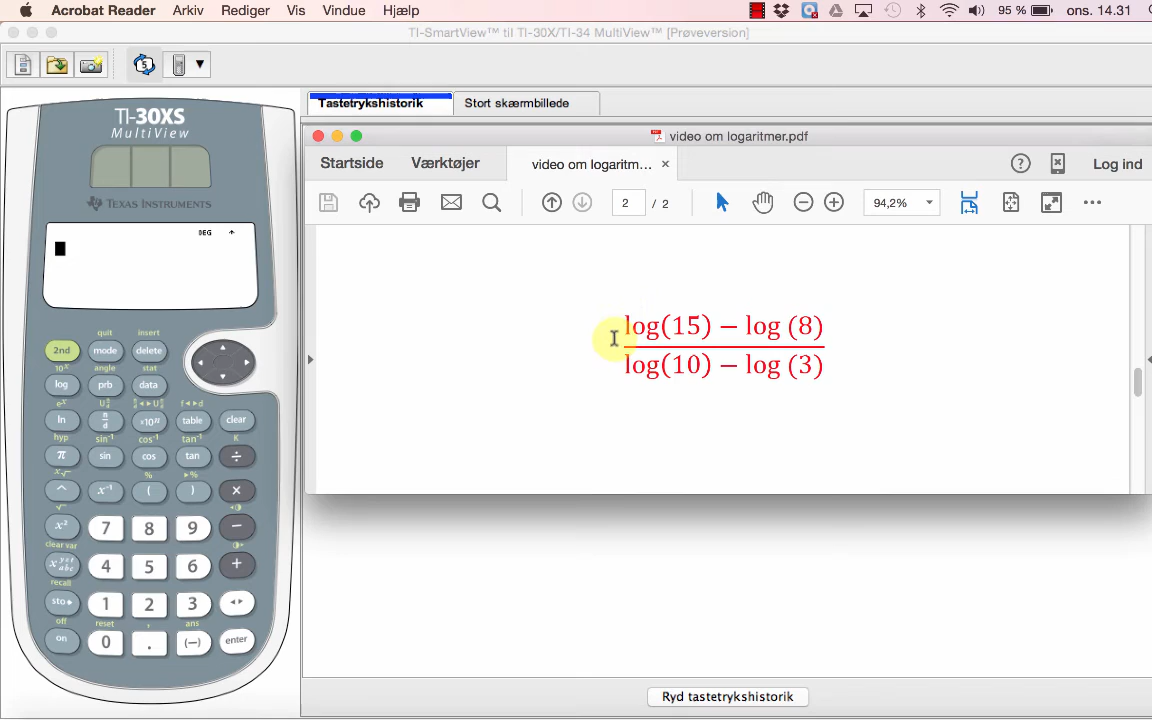 Acrobat Reader Arkiv Rediger Vis Vindue Hjælp 95 % ons. 14.31
TI-SmartView™ til TI-30X/TI-34 MultiView™ [Prøveversion]
Tastetrykshistorik Stort skærmbillede
video om logaritmer.pdf
Startside Værktøjer video om logaritm... × Log ind
2 / 2 94,2%
TI-30XS
MultiView
TEXAS INSTRUMENTS
DEG
log(15) − log (8)
log(10) − log (3)
quit insert
2nd mode delete
10ˣ angle stat
log prb data
eˣ f◄►d
ln n/d ×10ⁿ table clear
hyp sin⁻¹ cos⁻¹ tan⁻¹ K
π sin cos tan ÷
ˣ√ % ►%
^ x⁻¹ ( ) ×
√
x² 7 8 9 −
clear var
x yzt abc 4 5 6 +
recall
sto► 1 2 3 ◄►
off reset , ans
on 0 . (−) enter
Ryd tastetrykshistorik